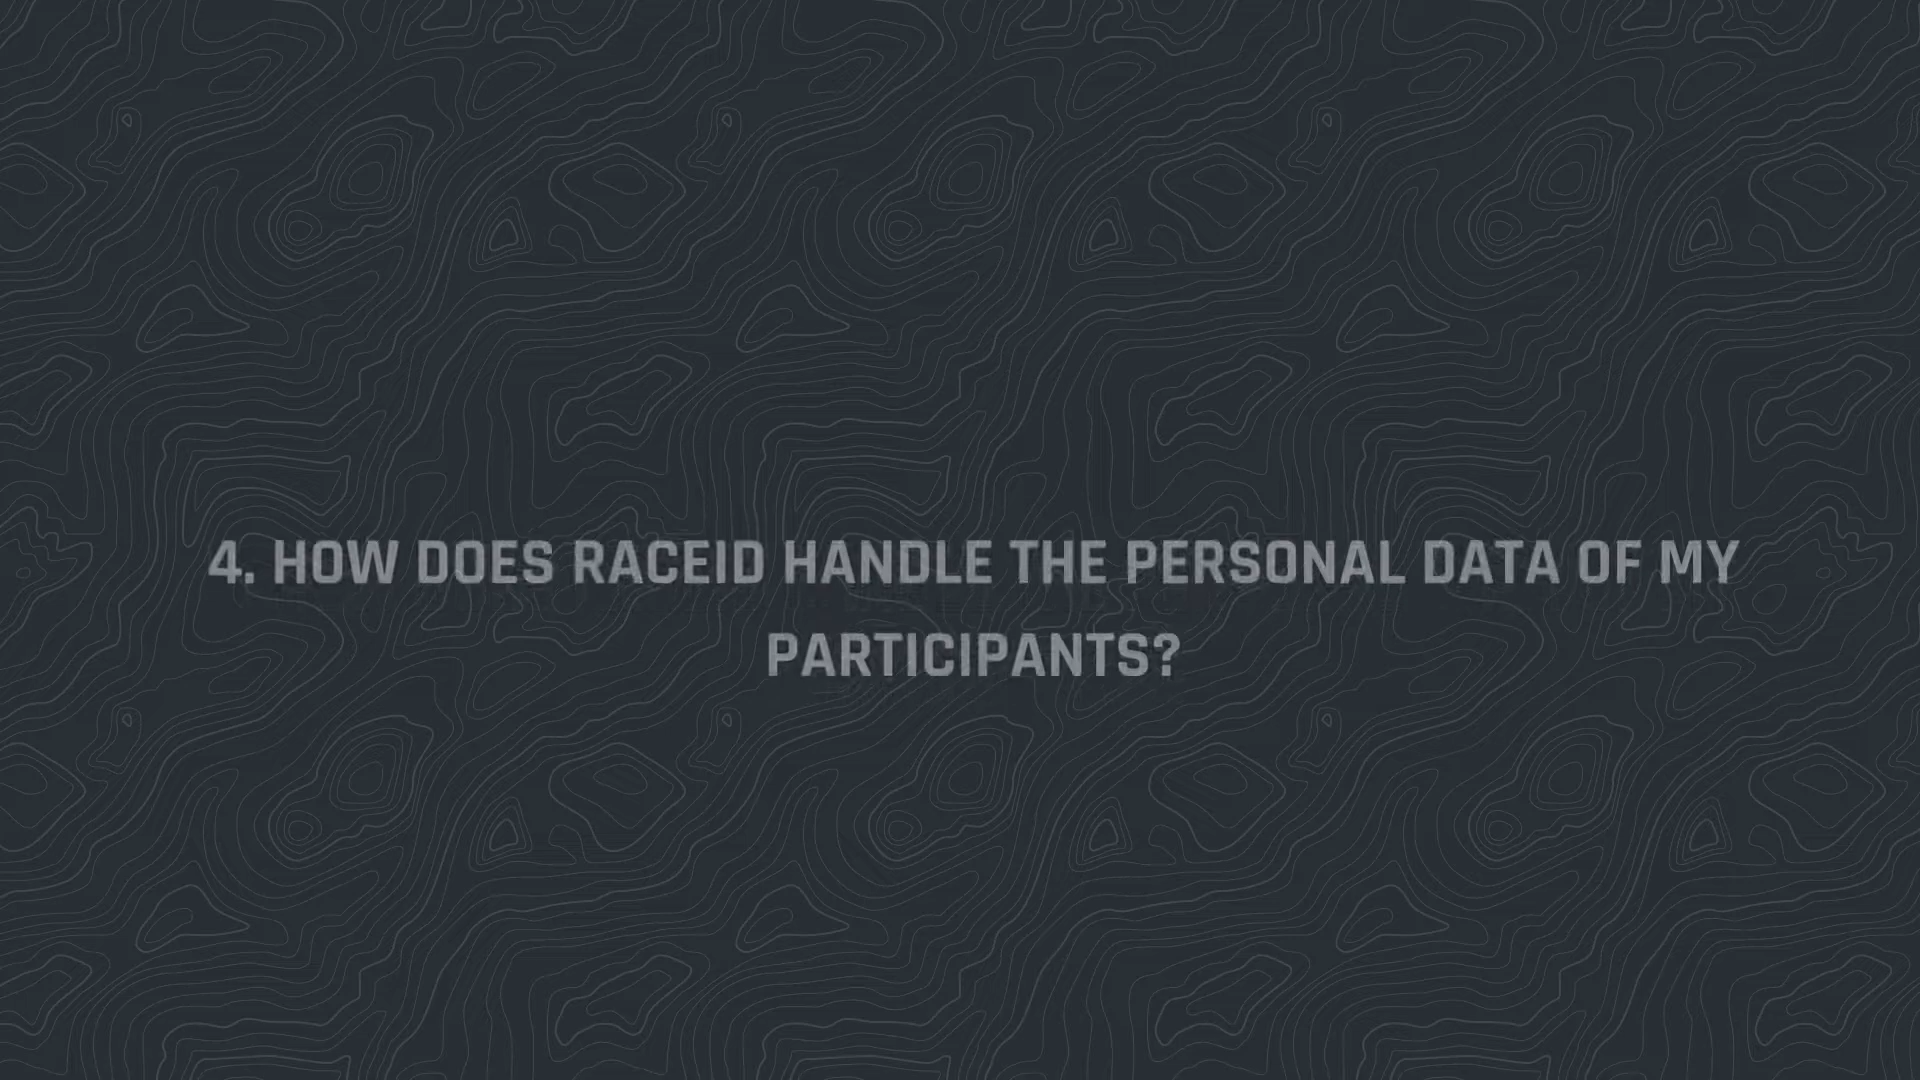 4. HOW DOES RACEID HANDLE THE PERSONAL DATA OF MY
PARTICIPANTS?